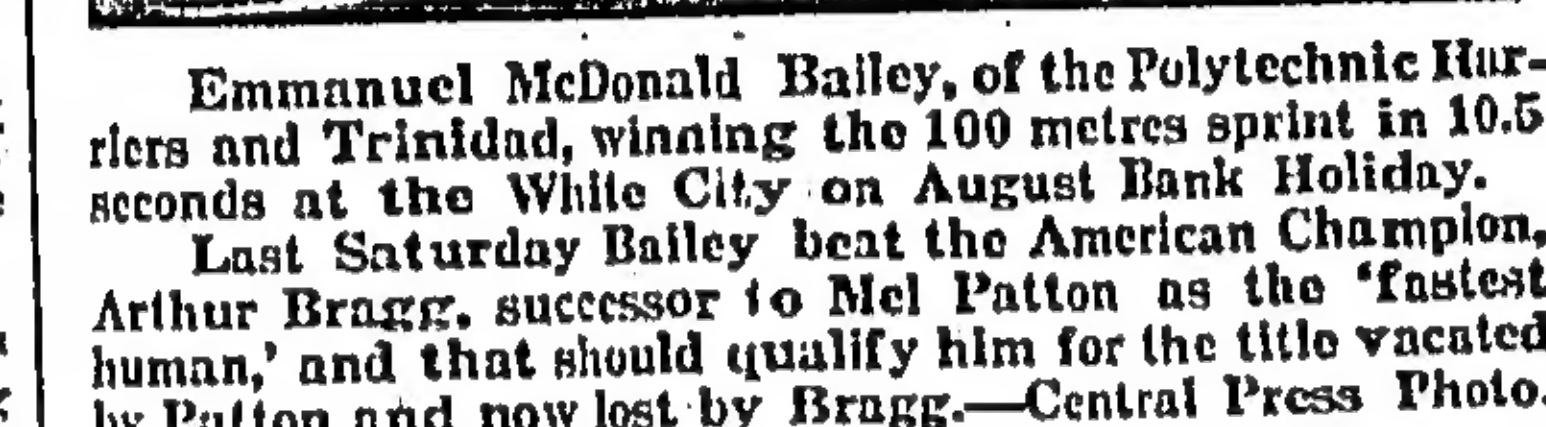 Emmanuel McDonald Bailey, of the Polytechnic Hur-
riers and Trinidad, winning the 100 metres sprint in 10.5
seconds at the White City on August Bank Holiday.
Last Saturday Bailey beat the American Champion,
Arthur Bragg, successor to Mel Patton as the 'fastest
human,' and that should qualify him for the title vacated
by Patton and now lost by Bragg.—Central Press Photo.